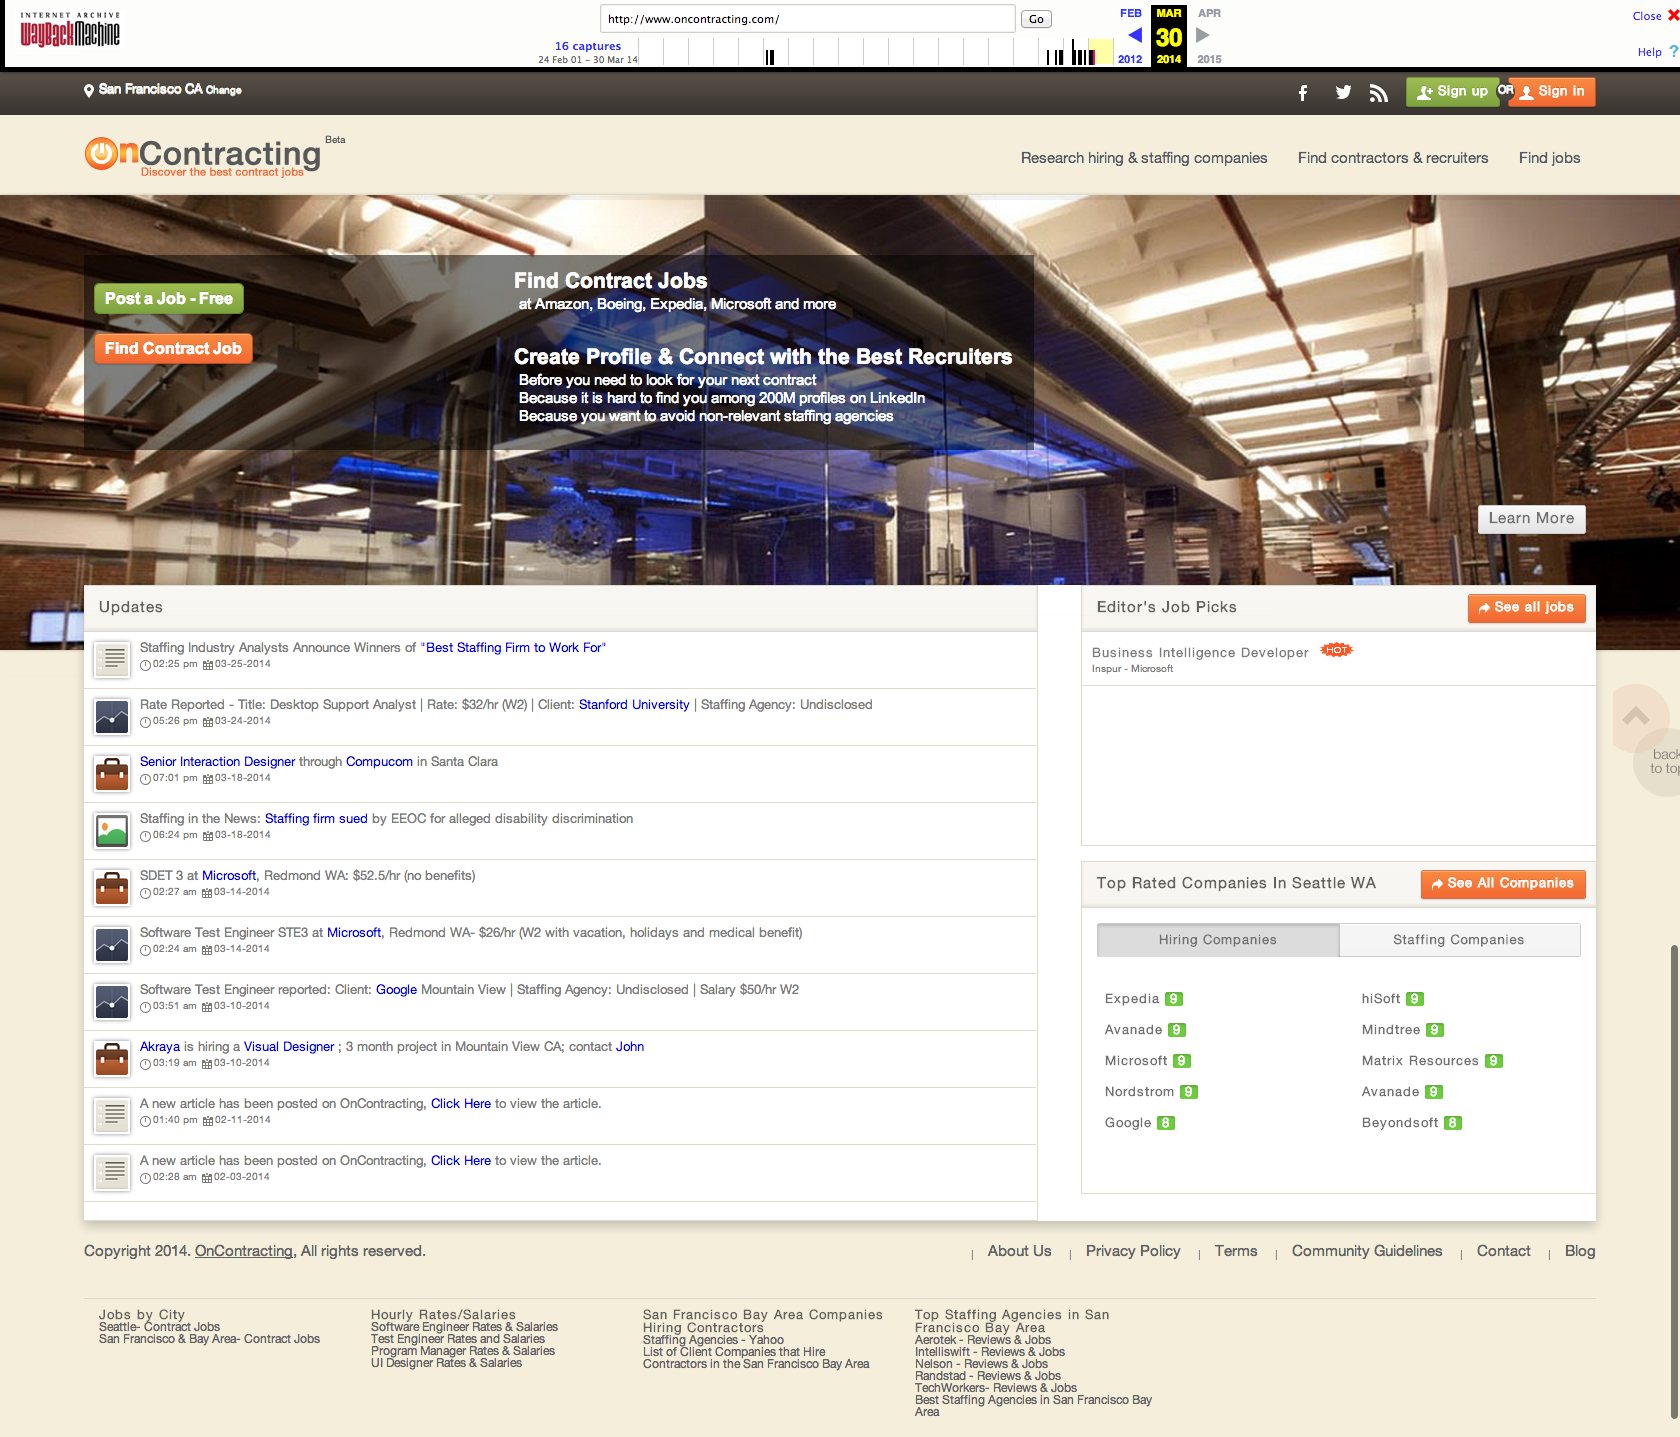 INTERNET ARCHIVE
WayBackMachine
http://www.oncontracting.com/
Go
16 captures
24 Feb 01 - 30 Mar 14
FEB MAR APR
30
2012 2014 2015
Close
Help ?
San Francisco CA Change
Sign up OR Sign in
OnContracting Beta
Discover the best contract jobs
Research hiring & staffing companies Find contractors & recruiters Find jobs
Post a Job - Free
Find Contract Job
Find Contract Jobs
at Amazon, Boeing, Expedia, Microsoft and more
Create Profile & Connect with the Best Recruiters
Before you need to look for your next contract
Because it is hard to find you among 200M profiles on LinkedIn
Because you want to avoid non-relevant staffing agencies
Learn More
Updates
Staffing Industry Analysts Announce Winners of "Best Staffing Firm to Work For"
02:25 pm 03-25-2014
Rate Reported - Title: Desktop Support Analyst | Rate: $32/hr (W2) | Client: Stanford University | Staffing Agency: Undisclosed
05:26 pm 03-24-2014
Senior Interaction Designer through Compucom in Santa Clara
07:01 pm 03-18-2014
Staffing in the News: Staffing firm sued by EEOC for alleged disability discrimination
06:24 pm 03-18-2014
SDET 3 at Microsoft, Redmond WA: $52.5/hr (no benefits)
02:27 am 03-14-2014
Software Test Engineer STE3 at Microsoft, Redmond WA- $26/hr (W2 with vacation, holidays and medical benefit)
02:24 am 03-14-2014
Software Test Engineer reported: Client: Google Mountain View | Staffing Agency: Undisclosed | Salary $50/hr W2
03:51 am 03-10-2014
Akraya is hiring a Visual Designer ; 3 month project in Mountain View CA; contact John
03:19 am 03-10-2014
A new article has been posted on OnContracting, Click Here to view the article.
01:40 pm 02-11-2014
A new article has been posted on OnContracting, Click Here to view the article.
02:28 am 02-03-2014
Editor's Job Picks
See all jobs
Business Intelligence Developer HOT
Inspur - Microsoft
back
to top
Top Rated Companies In Seattle WA
See All Companies
Hiring Companies Staffing Companies
Expedia 9 hiSoft 9
Avanade 9 Mindtree 9
Microsoft 9 Matrix Resources 9
Nordstrom 9 Avanade 9
Google 8 Beyondsoft 8
Copyright 2014. OnContracting, All rights reserved.
| About Us | Privacy Policy | Terms | Community Guidelines | Contact | Blog
Jobs by City
Seattle- Contract Jobs
San Francisco & Bay Area- Contract Jobs
Hourly Rates/Salaries
Software Engineer Rates & Salaries
Test Engineer Rates and Salaries
Program Manager Rates & Salaries
UI Designer Rates & Salaries
San Francisco Bay Area Companies
Hiring Contractors
Staffing Agencies - Yahoo
List of Client Companies that Hire
Contractors in the San Francisco Bay Area
Top Staffing Agencies in San
Francisco Bay Area
Aerotek - Reviews & Jobs
Intelliswift - Reviews & Jobs
Nelson - Reviews & Jobs
Randstad - Reviews & Jobs
TechWorkers- Reviews & Jobs
Best Staffing Agencies in San Francisco Bay
Area